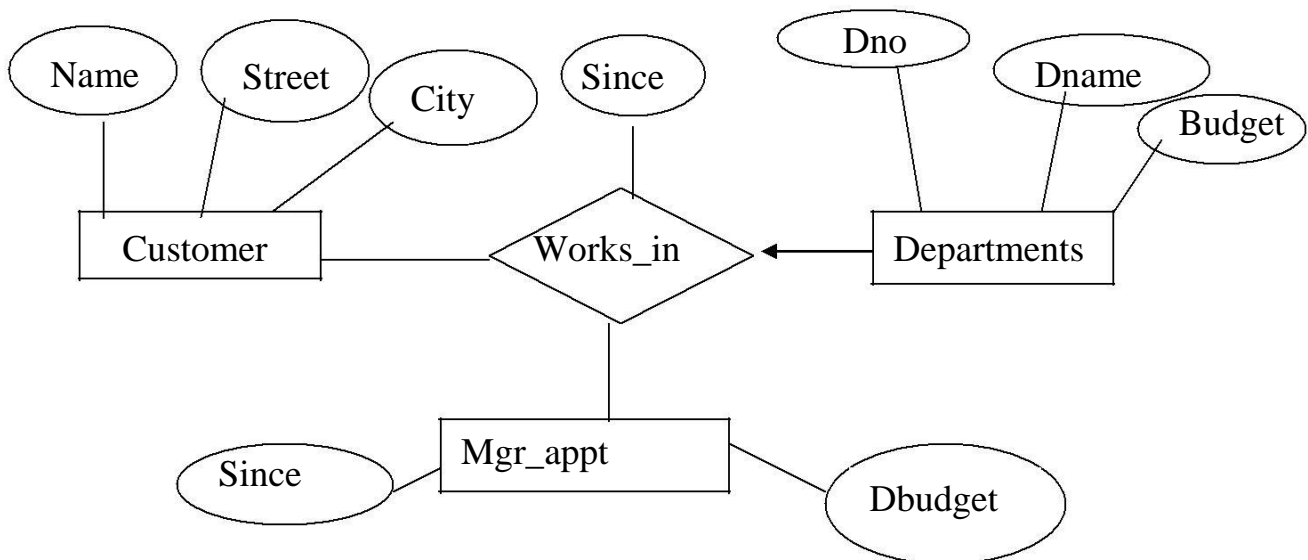 Name
Street
City
Since
Dno
Dname
Budget
Customer
Works_in
Departments
Since
Mgr_appt
Dbudget